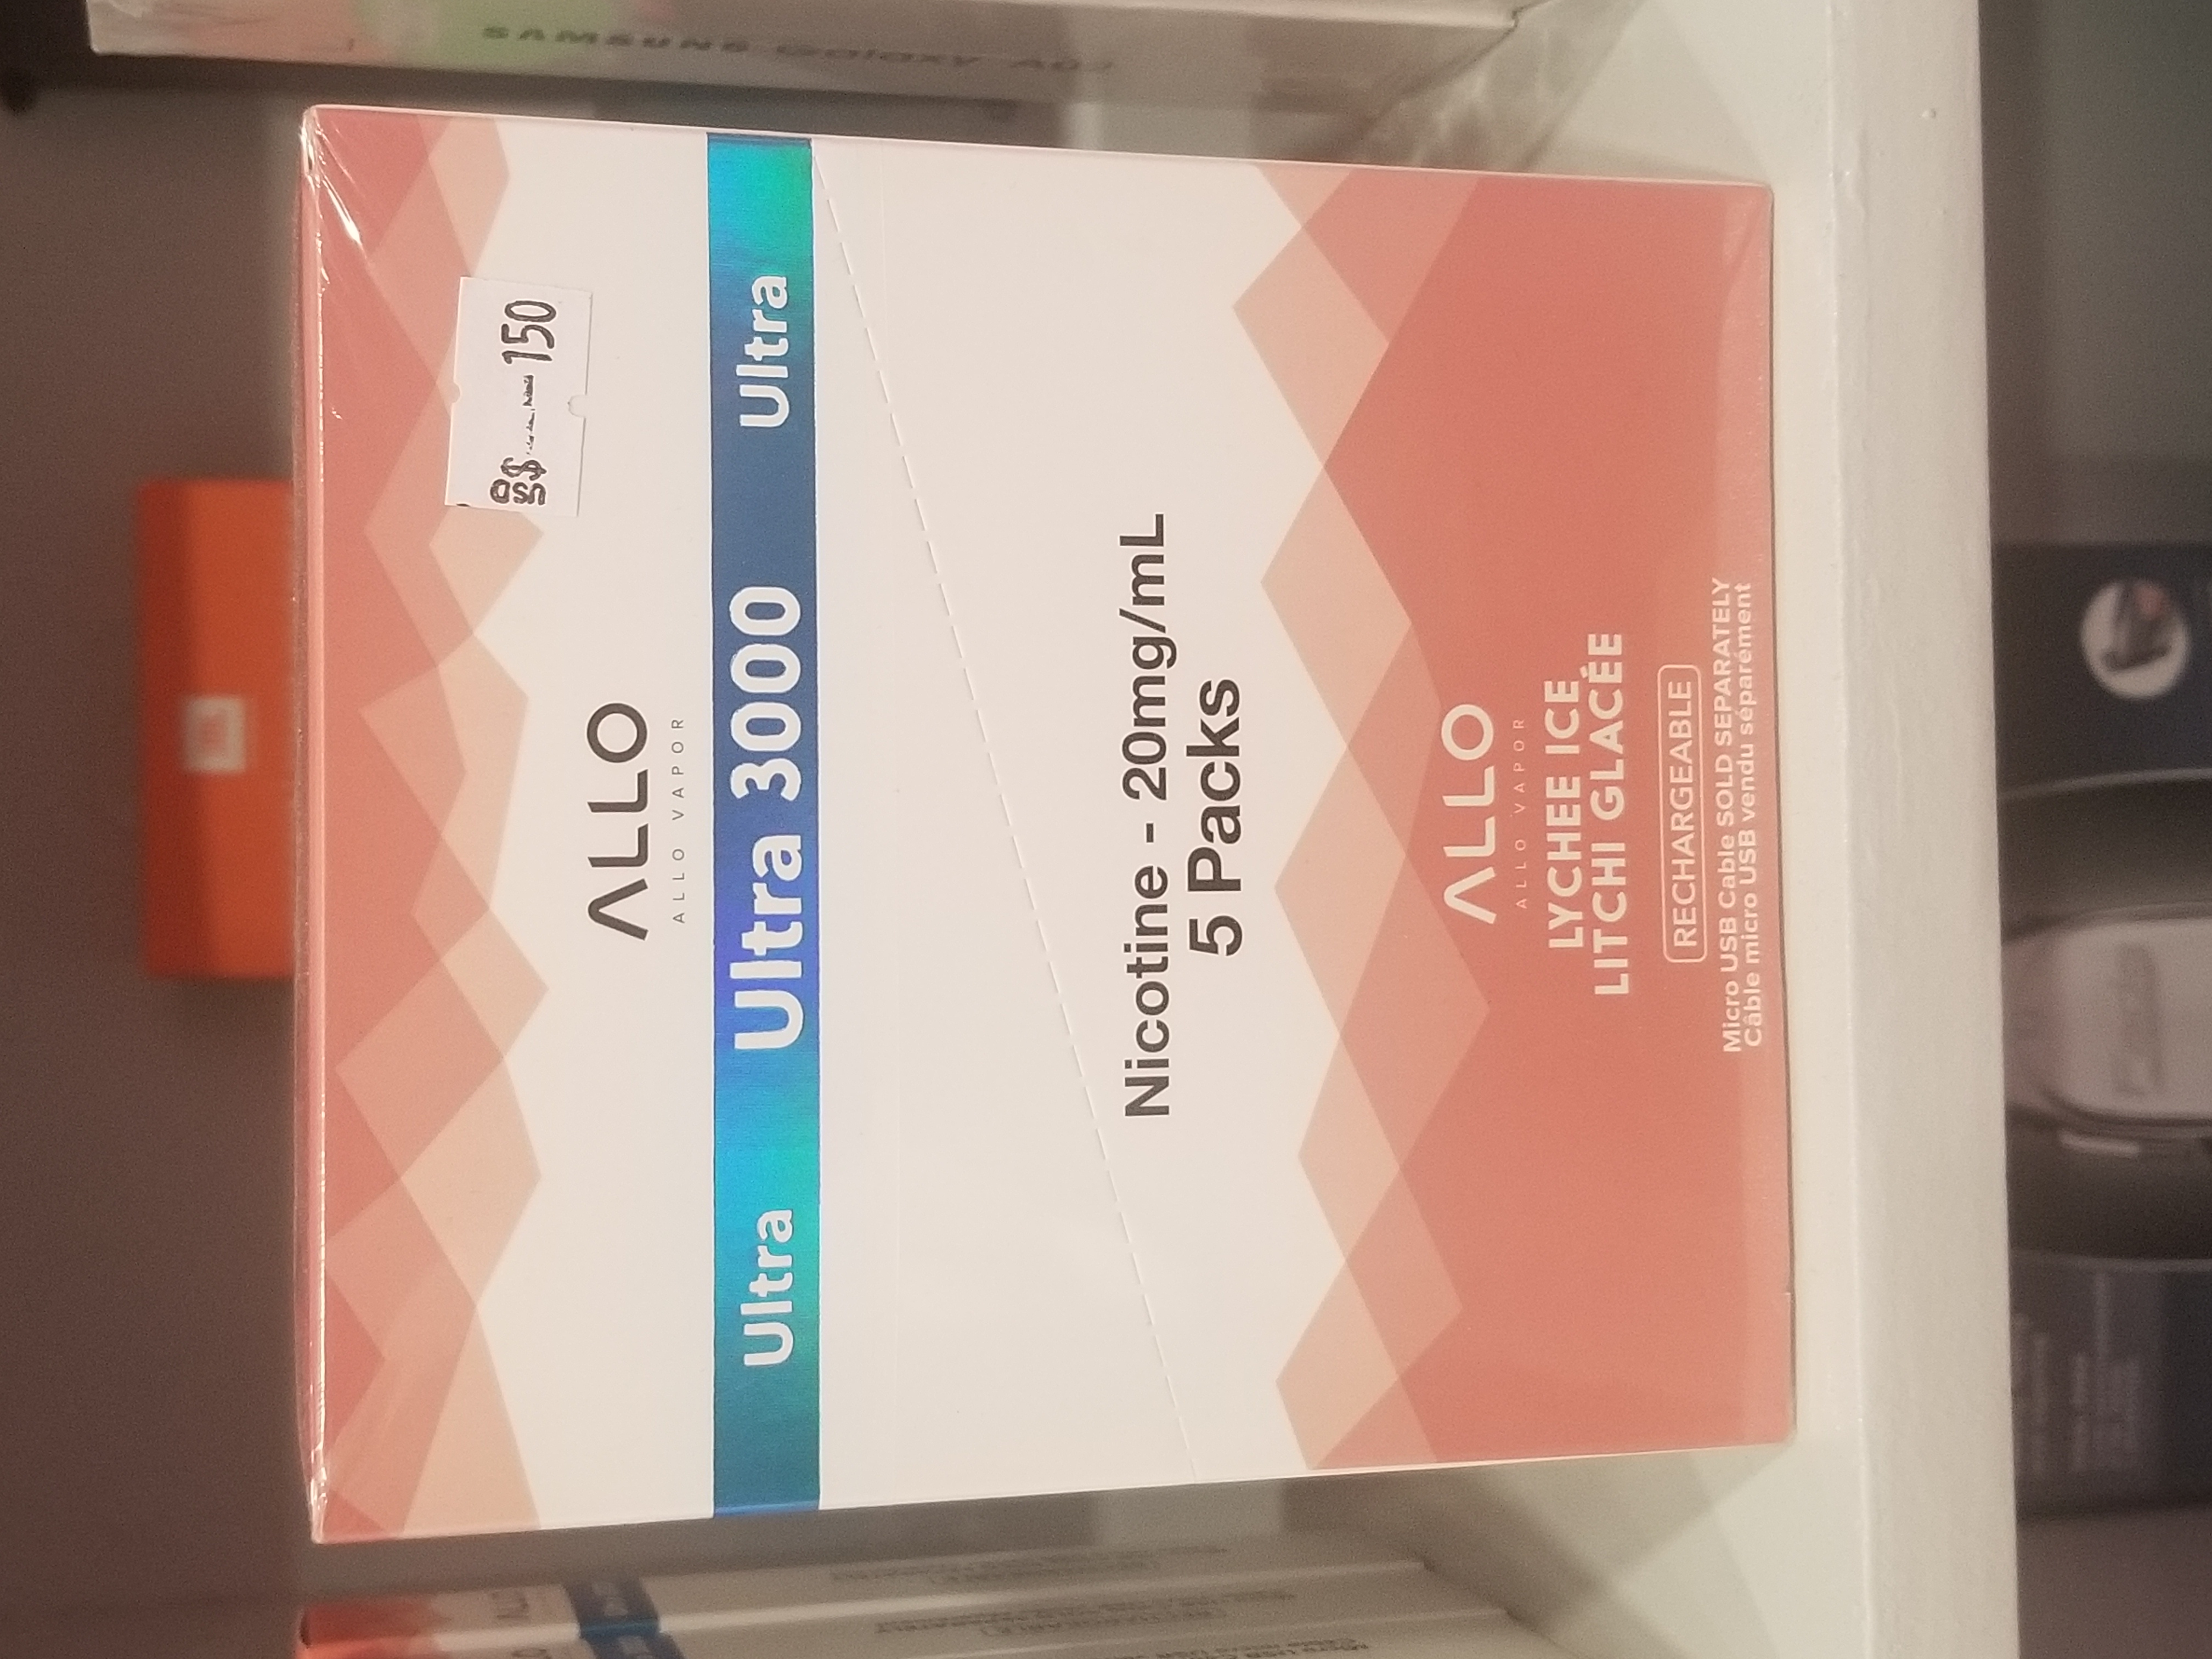 SAMSUNG Galaxy A03
150
ALLO
ALLO VAPOR
Ultra Ultra 3000 Ultra
Nicotine - 20mg/mL
5 Packs
ALLO
ALLO VAPOR
LYCHEE ICE
LITCHI GLACÉE
RECHARGEABLE
Micro USB Cable SOLD SEPARATELY
Câble micro USB vendu séparément